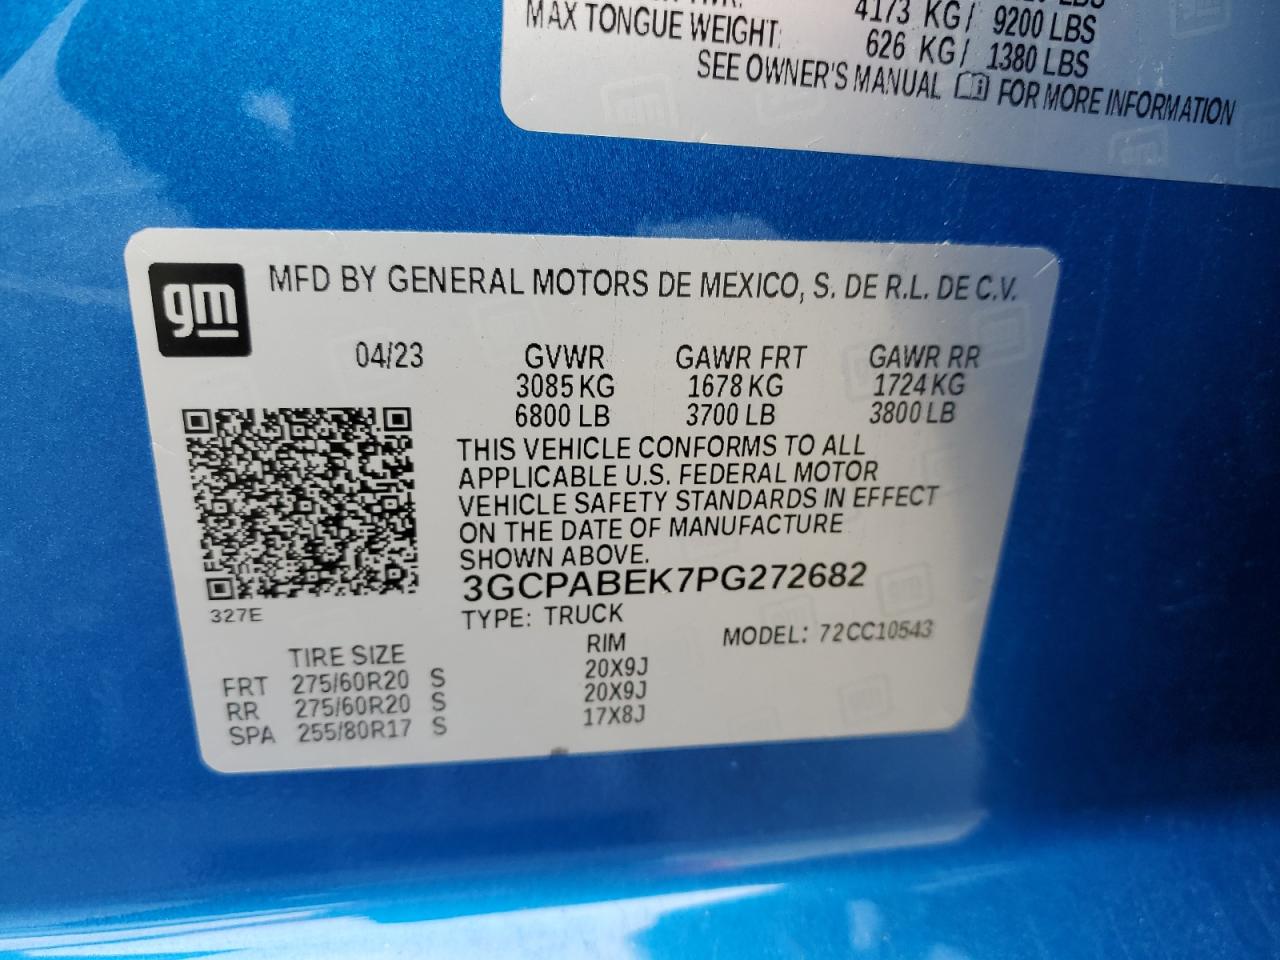 4173 KG/ 9200 LBS
MAX TONGUE WEIGHT: 626 KG/ 1380 LBS
SEE OWNER'S MANUAL FOR MORE INFORMATION
gm
MFD BY GENERAL MOTORS DE MEXICO, S. DE R.L. DE C.V.
04/23 GVWR GAWR FRT GAWR RR
3085 KG 1678 KG 1724 KG
6800 LB 3700 LB 3800 LB
THIS VEHICLE CONFORMS TO ALL
APPLICABLE U.S. FEDERAL MOTOR
VEHICLE SAFETY STANDARDS IN EFFECT
ON THE DATE OF MANUFACTURE
SHOWN ABOVE.
3GCPABEK7PG272682
327E
TYPE: TRUCK
MODEL: 72CC10543
TIRE SIZE RIM
FRT 275/60R20 S 20X9J
RR 275/60R20 S 20X9J
SPA 255/80R17 S 17X8J